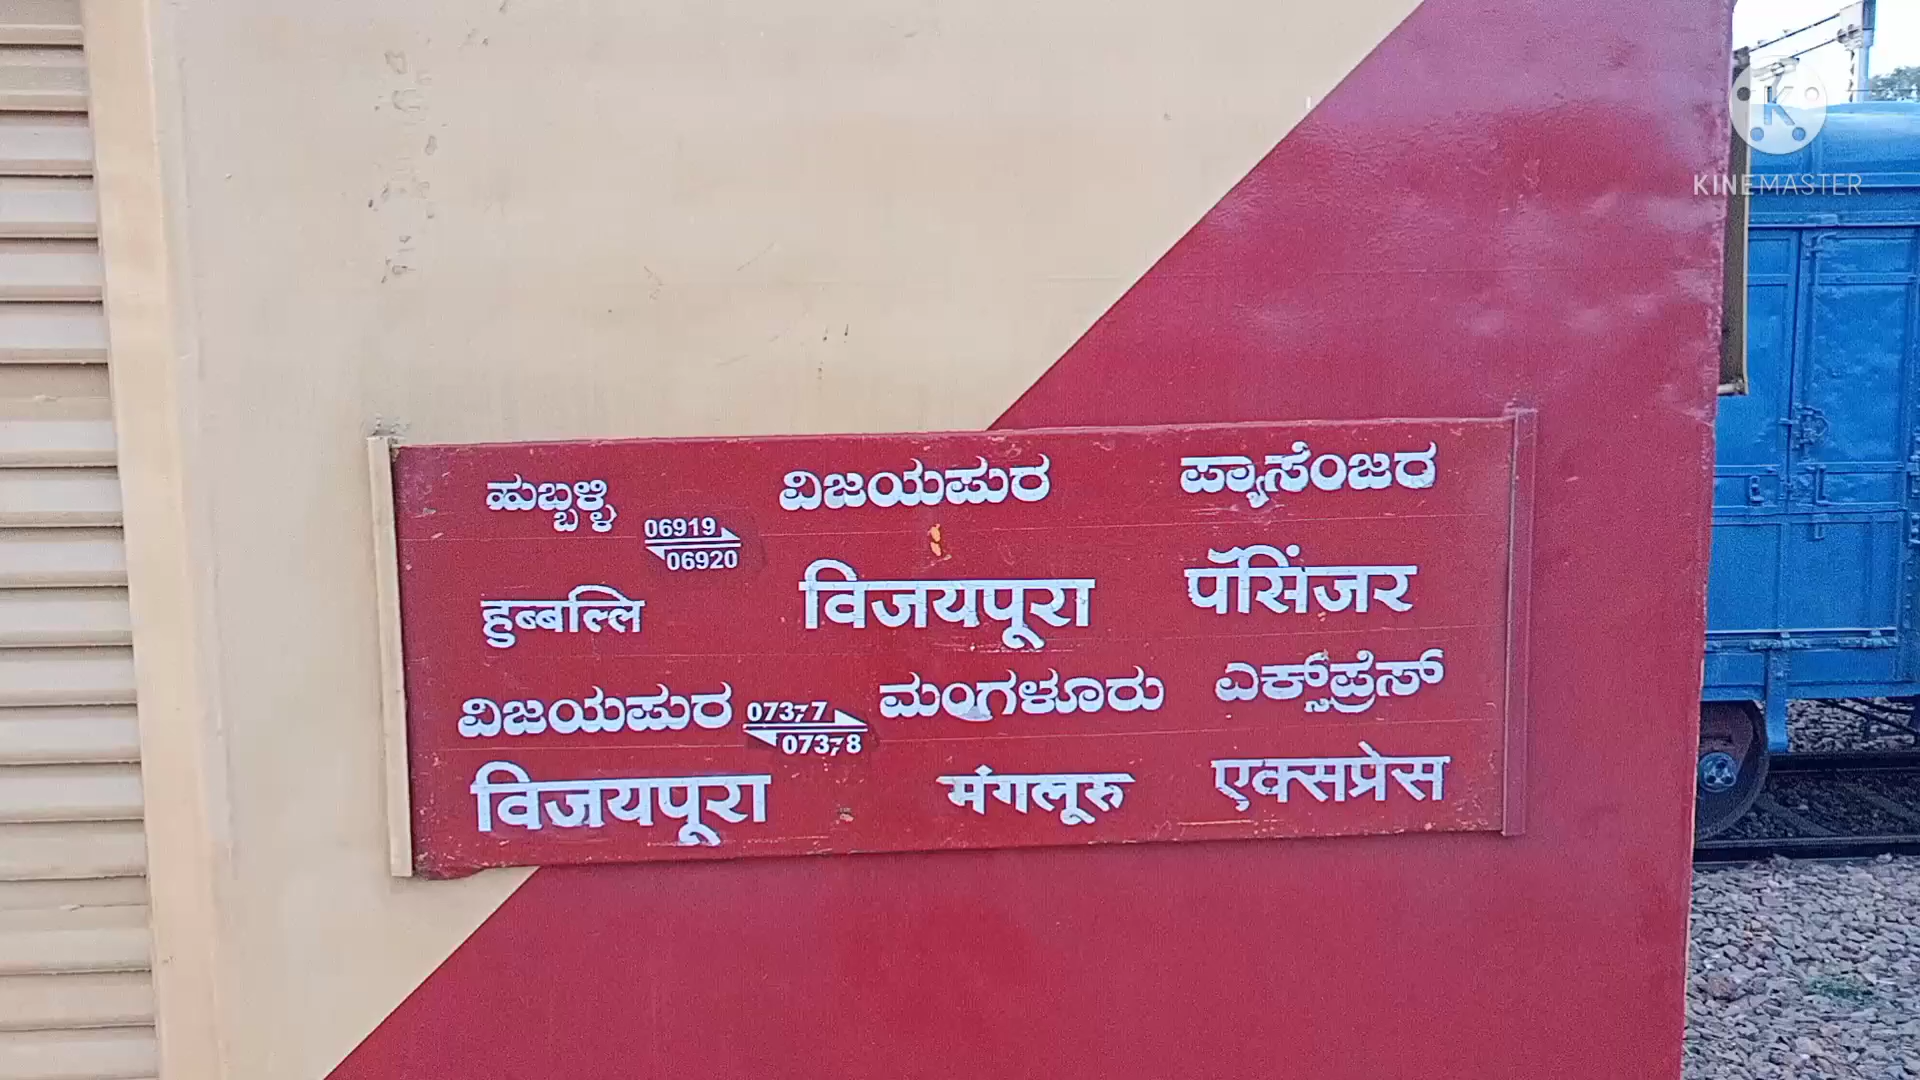 ಹುಬ್ಬಳ್ಳಿ 06919 ವಿಜಯಪುರ ಪ್ಯಾಸೆಂಜರ
06920
हुब्बल्लि विजयपूरा पॅसिंजर
ವಿಜಯಪುರ 07377 ಮಂಗಳೂರು ಎಕ್ಸ್‌ಪ್ರೆಸ್
07378
विजयपूरा मंगलूरु एक्सप्रेस
K
KINEMASTER